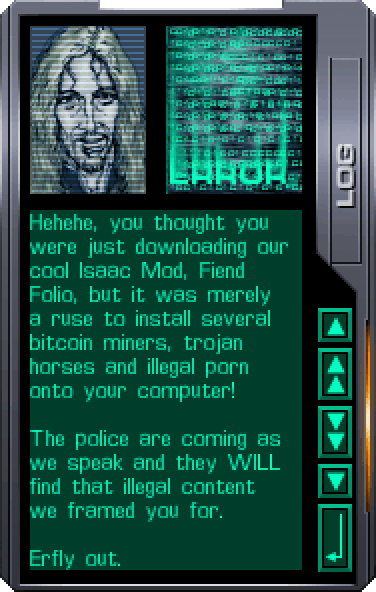 ERROR
LOG
Hehehe, you thought you
were just downloading our
cool Isaac Mod, Fiend
Folio, but it was merely
a ruse to install several
bitcoin miners, trojan
horses and illegal porn
onto your computer!
The police are coming as
we speak and they WILL
find that illegal content
we framed you for.
Erfly out.